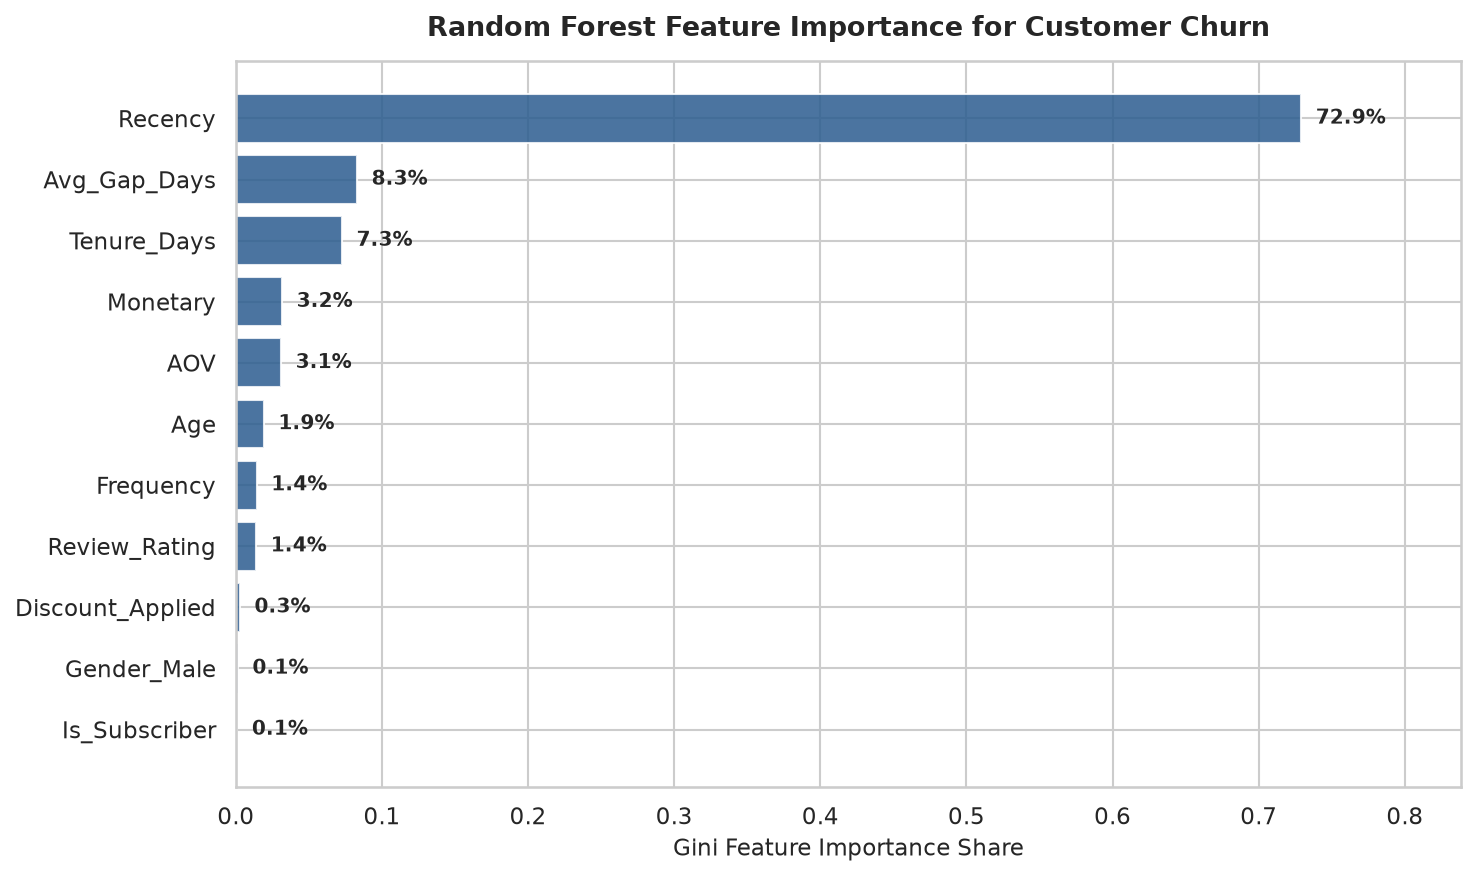 Random Forest Feature Importance for Customer Churn
Recency 72.9%
Avg_Gap_Days 8.3%
Tenure_Days 7.3%
Monetary 3.2%
AOV 3.1%
Age 1.9%
Frequency 1.4%
Review_Rating 1.4%
Discount_Applied 0.3%
Gender_Male 0.1%
Is_Subscriber 0.1%
0.0 0.1 0.2 0.3 0.4 0.5 0.6 0.7 0.8
Gini Feature Importance Share